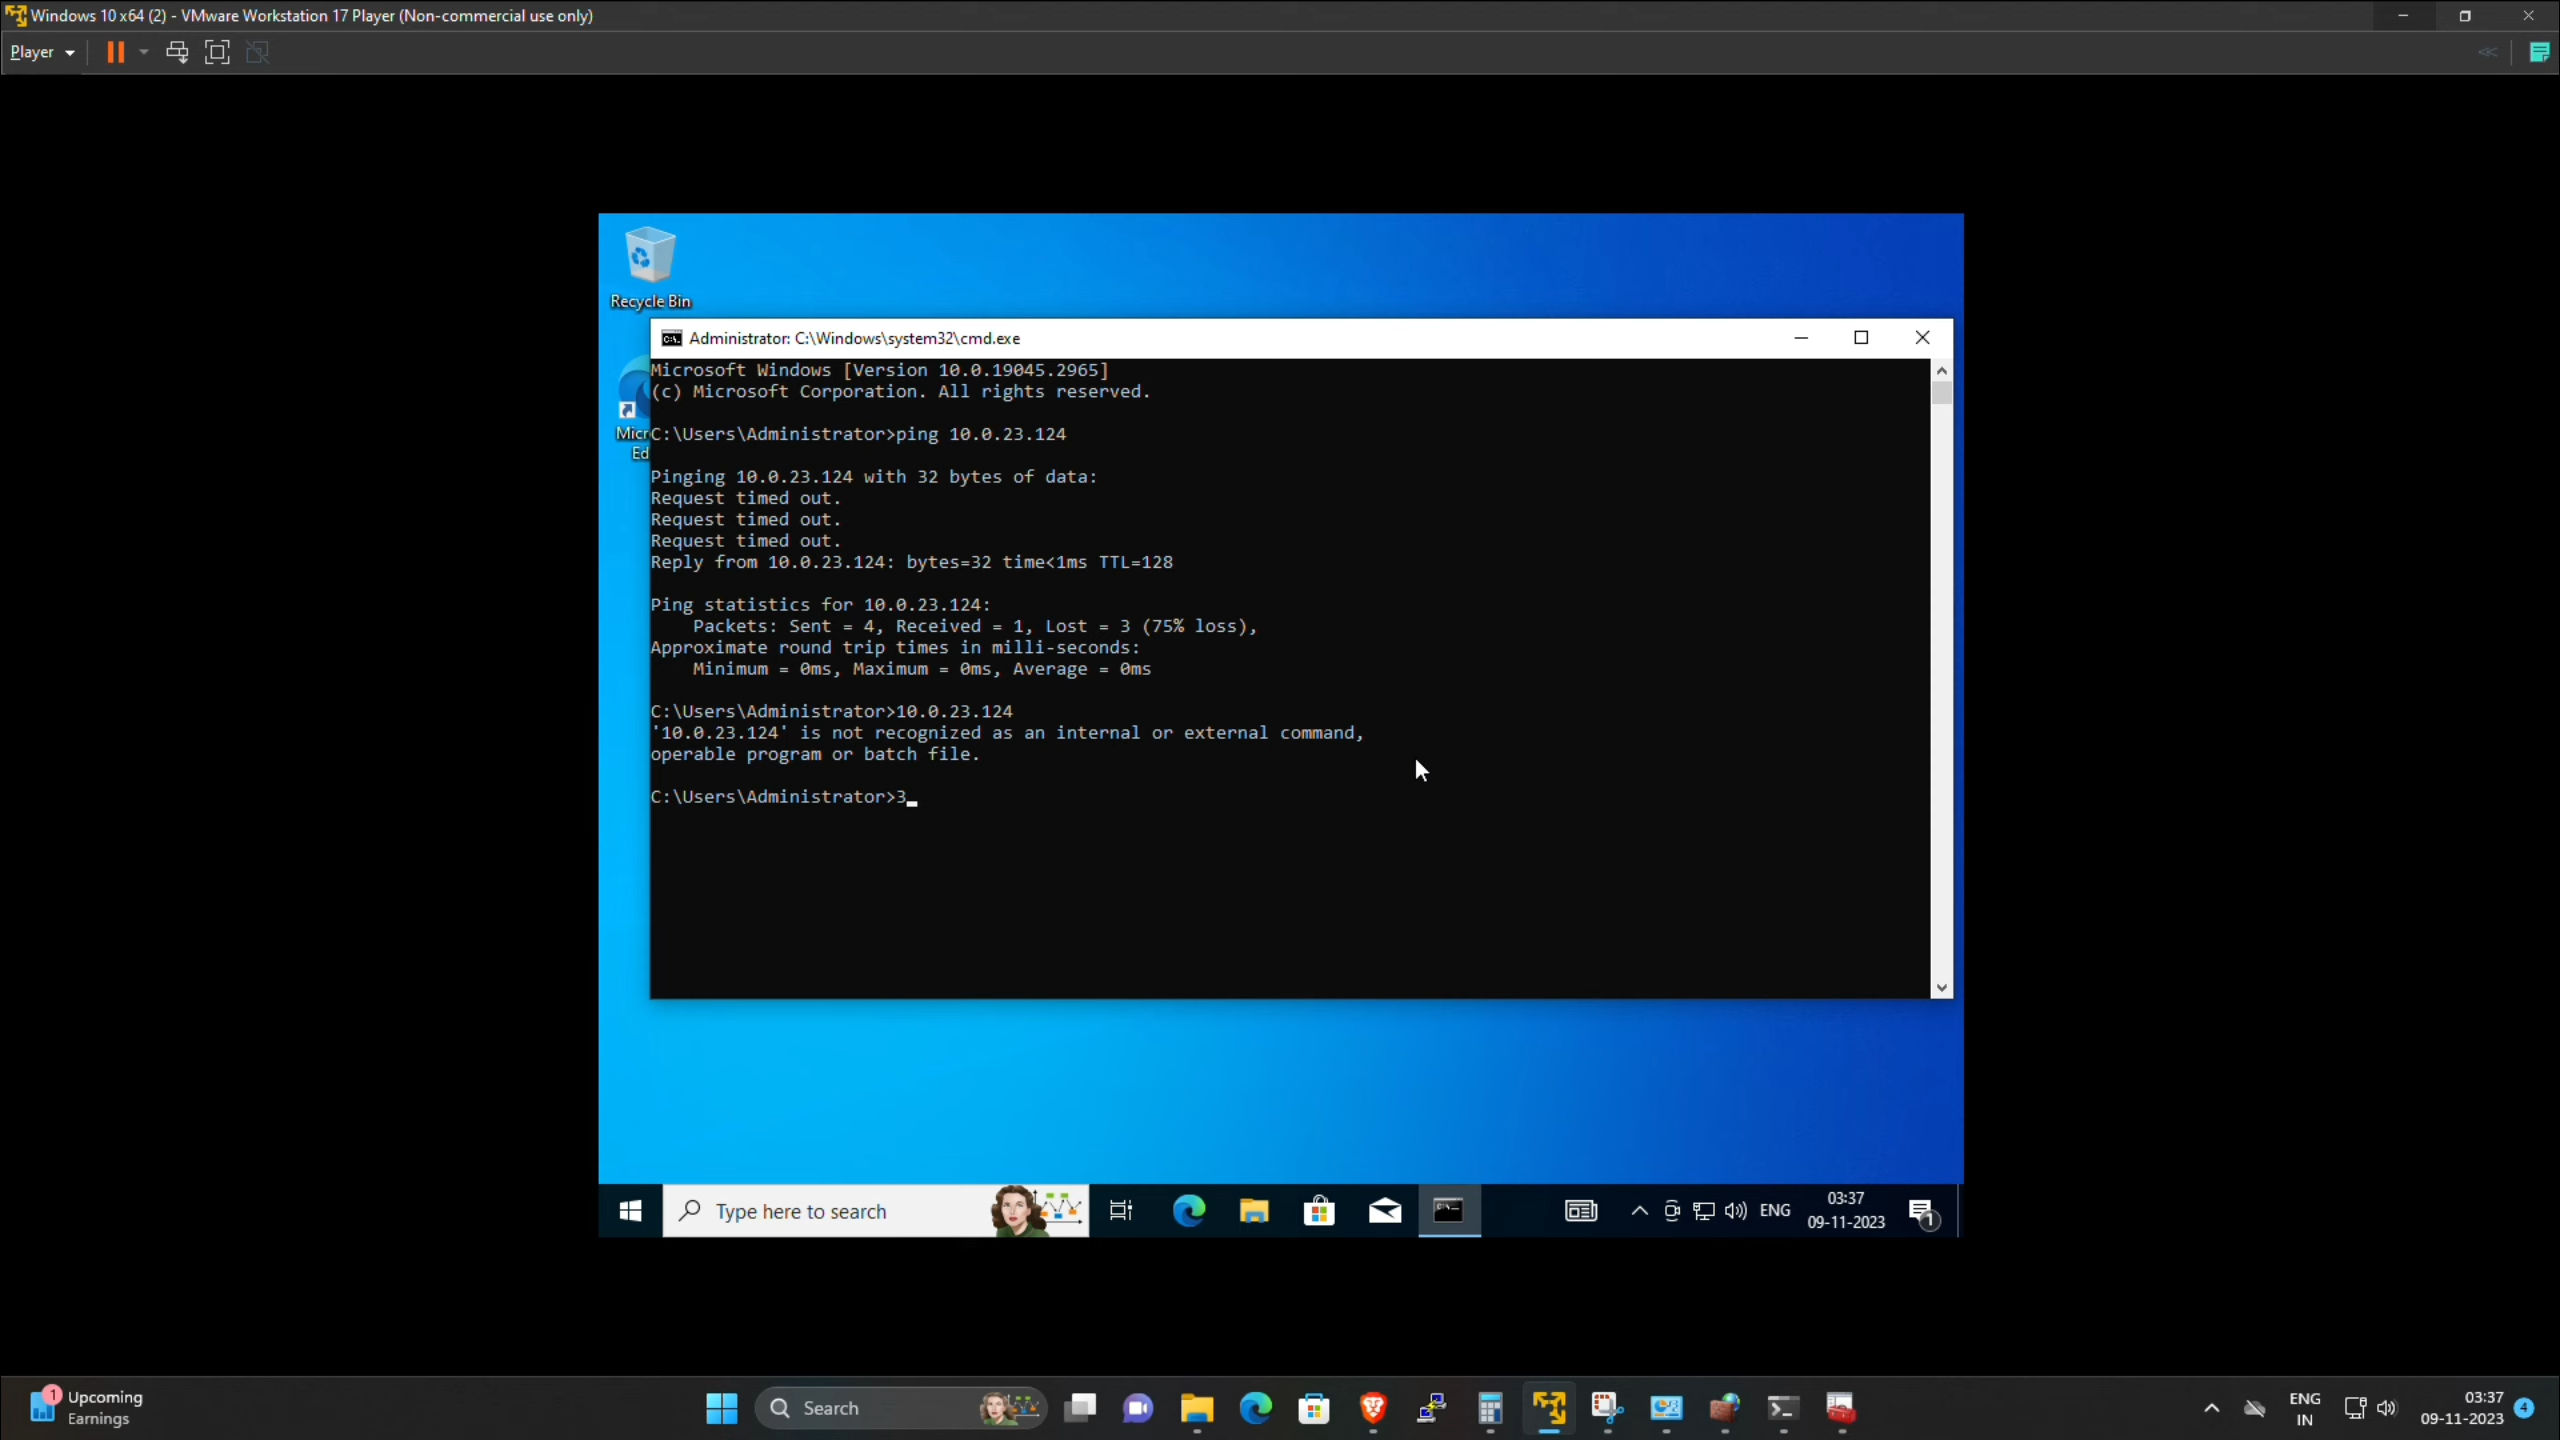 Windows 10 x64 (2) - VMware Workstation 17 Player (Non-commercial use only)
Player
Recycle Bin
Administrator: C:\Windows\system32\cmd.exe
Microsoft Windows [Version 10.0.19045.2965]
(c) Microsoft Corporation. All rights reserved.
Micr
Ed
C:\Users\Administrator>ping 10.0.23.124
Pinging 10.0.23.124 with 32 bytes of data:
Request timed out.
Request timed out.
Request timed out.
Reply from 10.0.23.124: bytes=32 time<1ms TTL=128
Ping statistics for 10.0.23.124:
    Packets: Sent = 4, Received = 1, Lost = 3 (75% loss),
Approximate round trip times in milli-seconds:
    Minimum = 0ms, Maximum = 0ms, Average = 0ms
C:\Users\Administrator>10.0.23.124
'10.0.23.124' is not recognized as an internal or external command,
operable program or batch file.
C:\Users\Administrator>3
Type here to search
ENG
03:37
09-11-2023
1
1
Upcoming
Earnings
Search
ENG
IN
03:37
09-11-2023
4